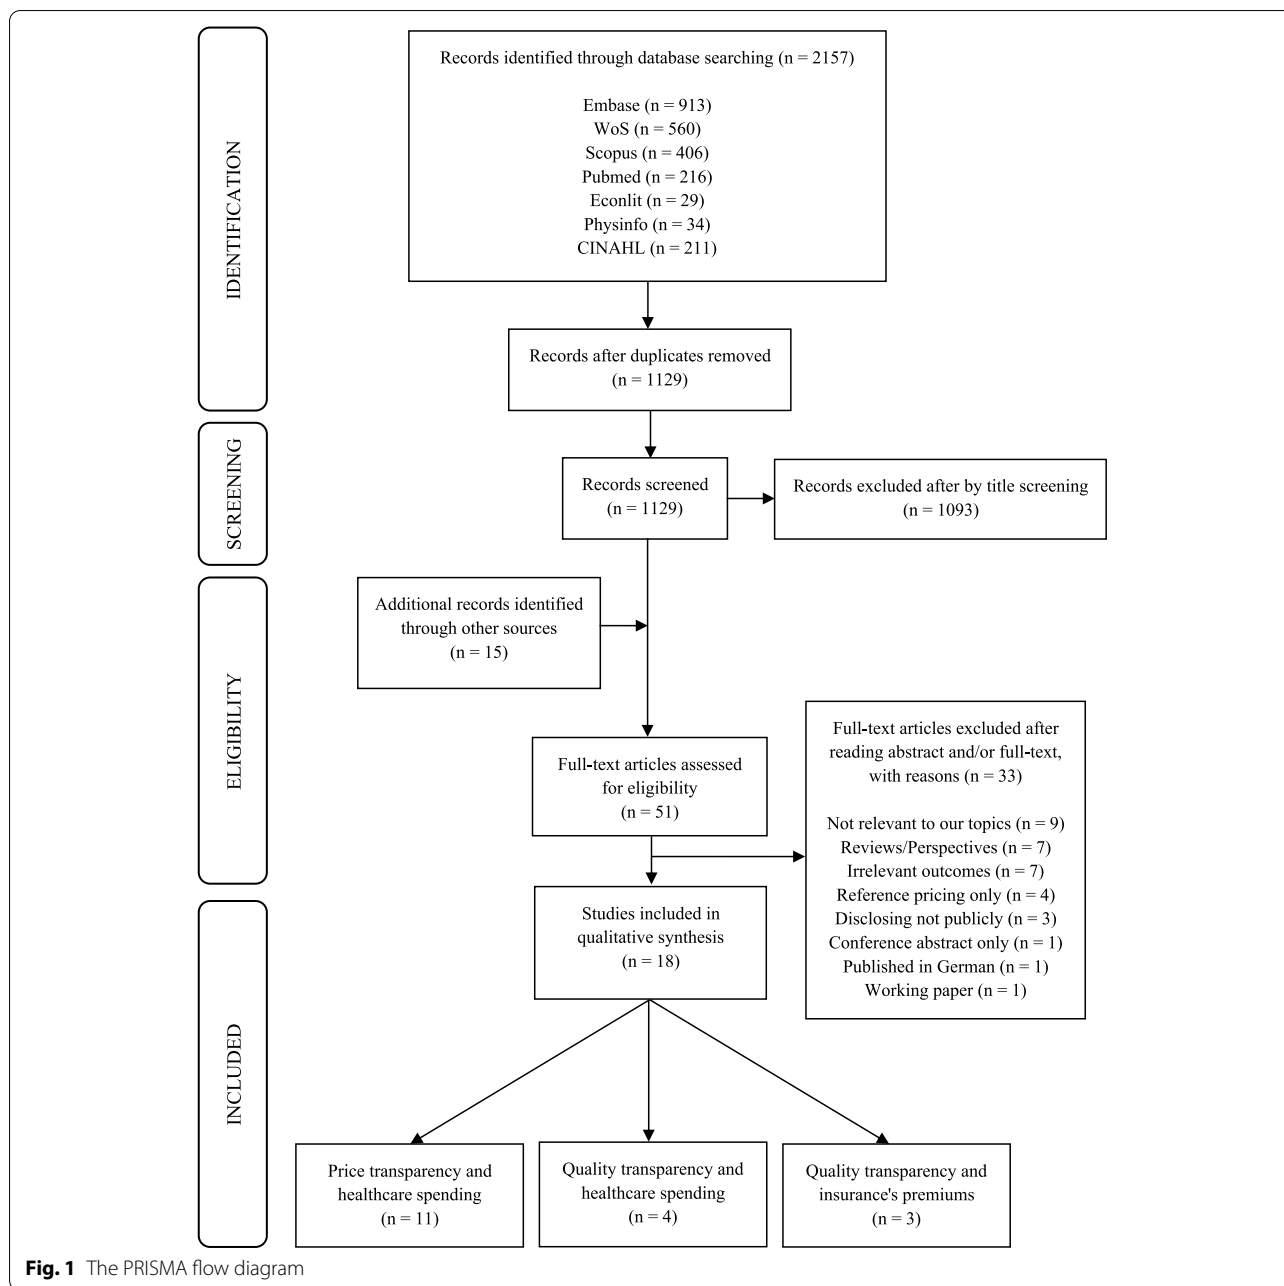 IDENTIFICATION
Records identified through database searching (n = 2157)
Embase (n = 913)
WoS (n = 560)
Scopus (n = 406)
Pubmed (n = 216)
Econlit (n = 29)
Physinfo (n = 34)
CINAHL (n = 211)
Records after duplicates removed
(n = 1129)
SCREENING
Records screened
(n = 1129)
Records excluded after by title screening
(n = 1093)
ELIGIBILITY
Additional records identified
through other sources
(n = 15)
Full-text articles assessed
for eligibility
(n = 51)
Full-text articles excluded after
reading abstract and/or full-text,
with reasons (n = 33)
Not relevant to our topics (n = 9)
Reviews/Perspectives (n = 7)
Irrelevant outcomes (n = 7)
Reference pricing only (n = 4)
Disclosing not publicly (n = 3)
Conference abstract only (n = 1)
Published in German (n = 1)
Working paper (n = 1)
INCLUDED
Studies included in
qualitative synthesis
(n = 18)
Price transparency and
healthcare spending
(n = 11)
Quality transparency and
healthcare spending
(n = 4)
Quality transparency and
insurance's premiums
(n = 3)
Fig. 1 The PRISMA flow diagram